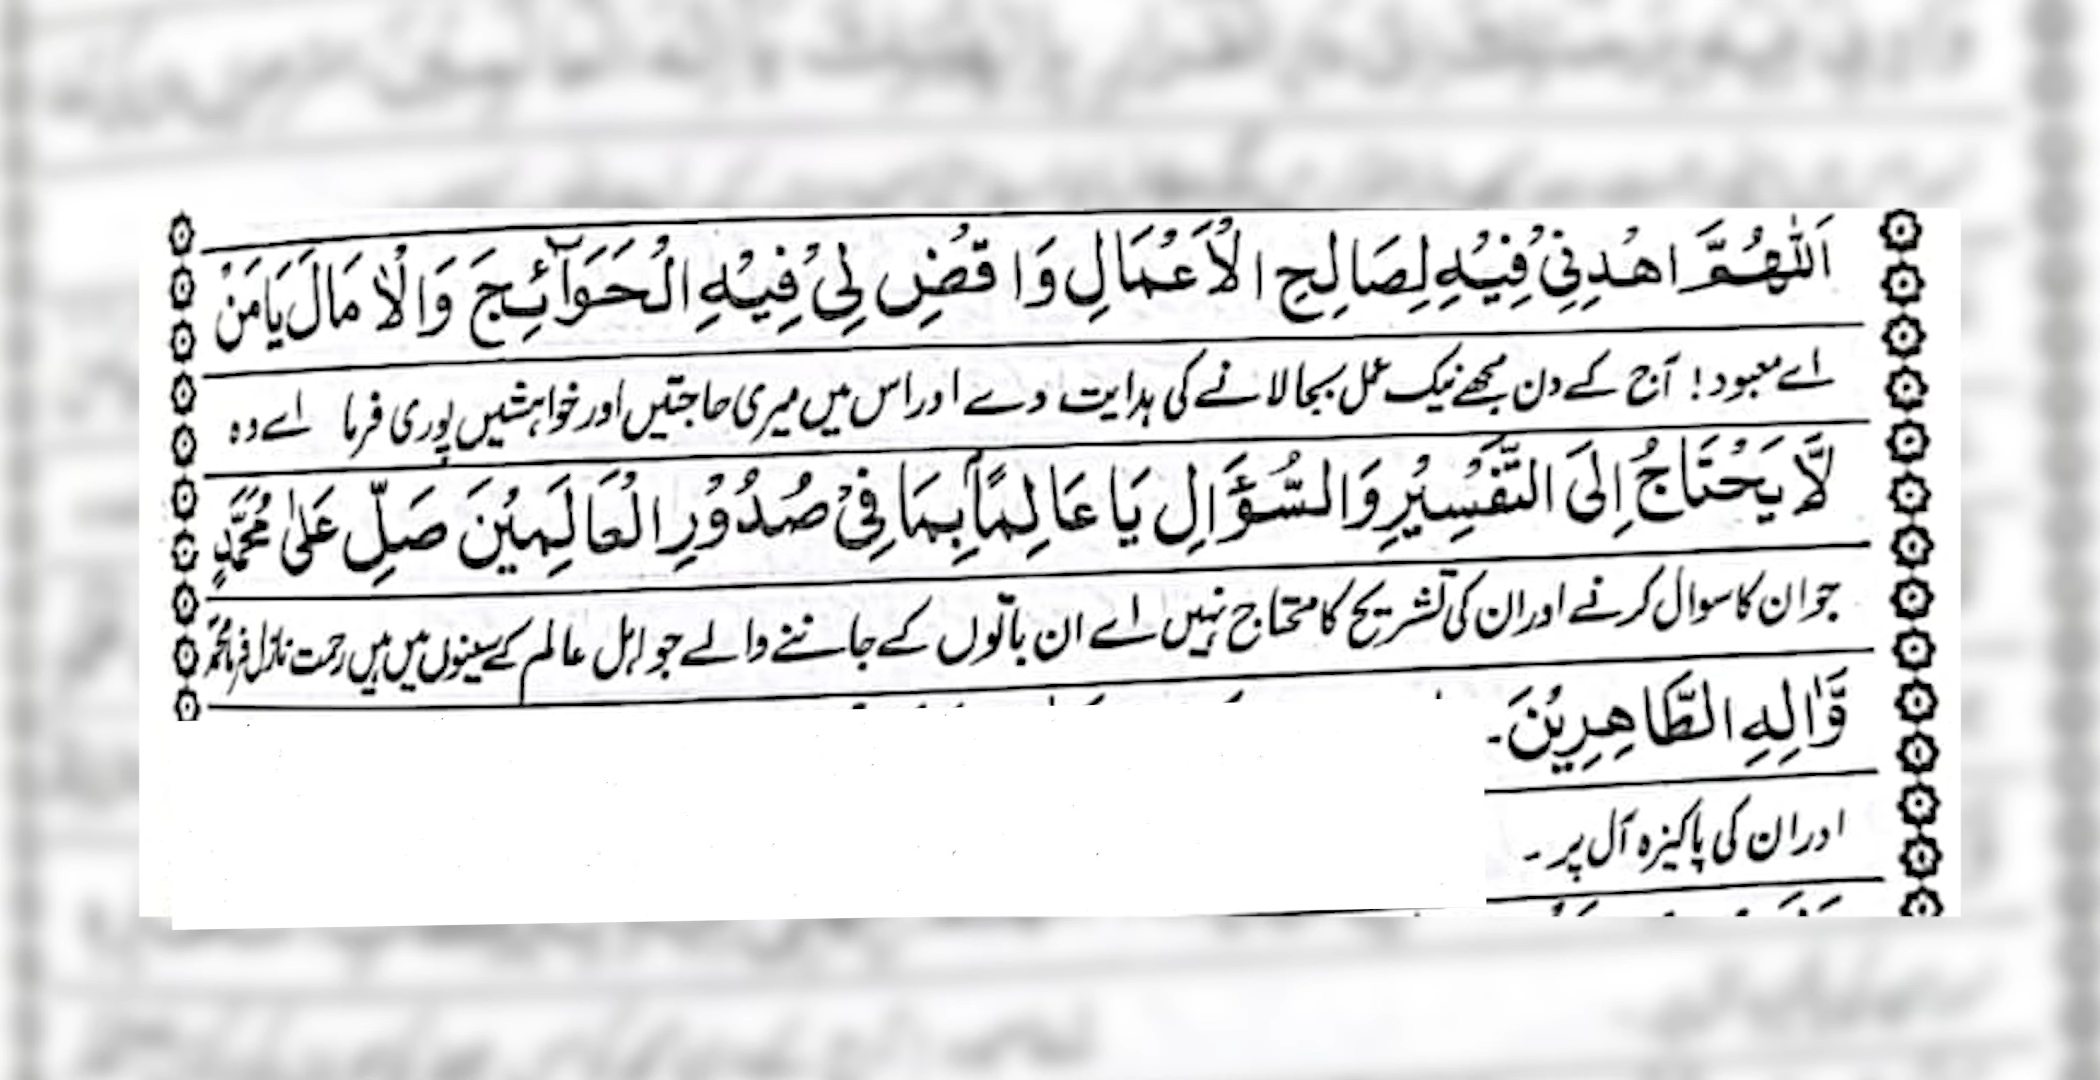 اَللّٰهُمَّ اهْدِنِيْ فِيْهِ لِصَالِحِ الْاَعْمَالِ وَاقْضِ لِيْ فِيْهِ الْحَوَآئِجَ وَالْاٰمَالَ يَا مَنْ
اے معبود! آج کے دن مجھے نیک عمل بجا لانے کی ہدایت دے اور اس میں میری حاجتیں اور خواہشیں پوری فرما اے وہ
لَّا يَحْتَاجُ اِلَى التَّفْسِيْرِ وَالسُّؤَالِ يَا عَالِمًا بِمَا فِيْ صُدُوْرِ الْعَالَمِيْنَ صَلِّ عَلٰى مُحَمَّدٍ
جو ان کا سوال کرنے اور ان کی تشریح کا محتاج نہیں اے ان باتوں کے جاننے والے جو اہل عالم کے سینوں میں ہیں رحمت نازل فرما محمدؐ
وَّاٰلِهِ الطَّاهِرِيْنَ۔
اور ان کی پاکیزہ آل پر۔